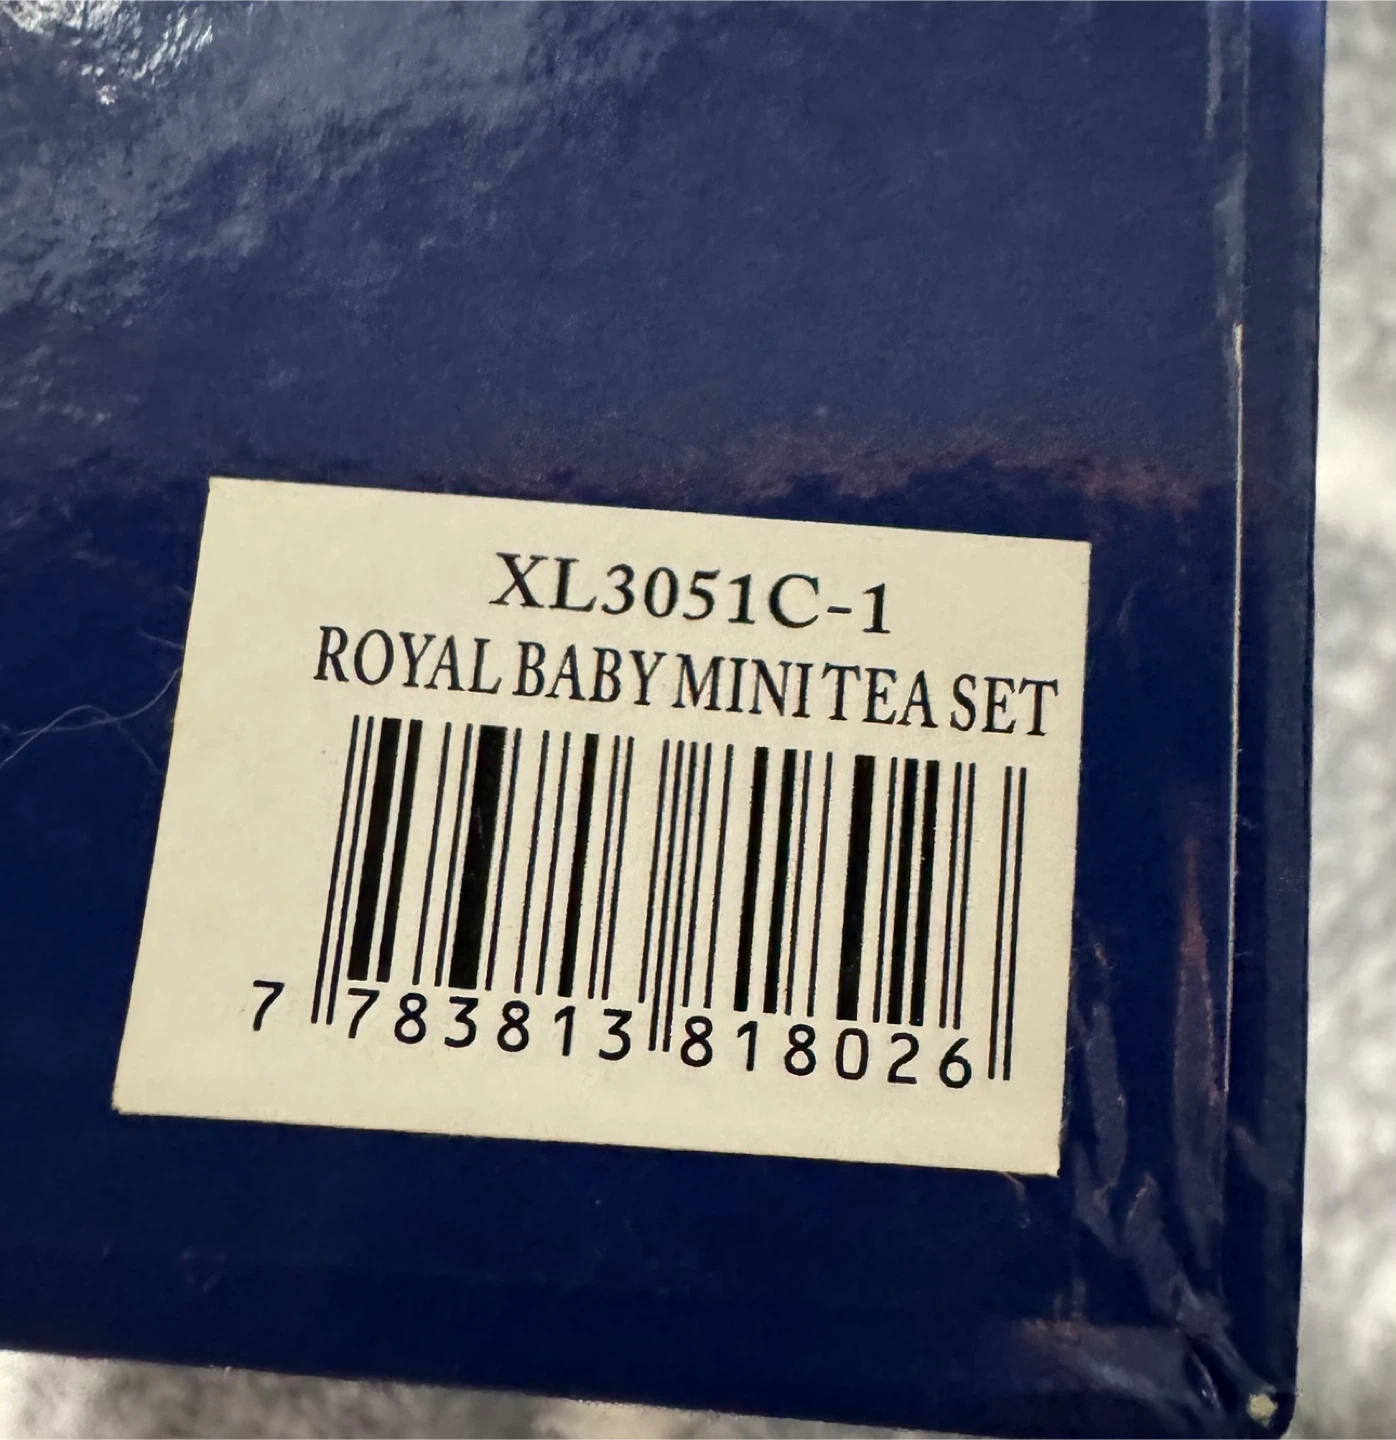 XL3051C-1
ROYAL BABY MINI TEA SET
7 783813 818026